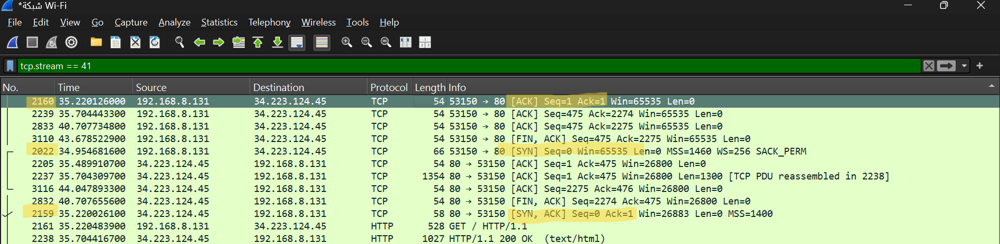 *شبكة Wi-Fi
File Edit View Go Capture Analyze Statistics Telephony Wireless Tools Help
tcp.stream == 41
No. Time Source Destination Protocol Length Info
2160 35.220126000 192.168.8.131 34.223.124.45 TCP 54 53150 → 80 [ACK] Seq=1 Ack=1 Win=65535 Len=0
2239 35.704443300 192.168.8.131 34.223.124.45 TCP 54 53150 → 80 [ACK] Seq=475 Ack=2274 Win=65535 Len=0
2833 40.707734800 192.168.8.131 34.223.124.45 TCP 54 53150 → 80 [ACK] Seq=475 Ack=2275 Win=65535 Len=0
3110 43.678522900 192.168.8.131 34.223.124.45 TCP 54 53150 → 80 [FIN, ACK] Seq=475 Ack=2275 Win=65535 Len=0
2022 34.954681600 192.168.8.131 34.223.124.45 TCP 66 53150 → 80 [SYN] Seq=0 Win=65535 Len=0 MSS=1460 WS=256 SACK_PERM
2205 35.489910700 34.223.124.45 192.168.8.131 TCP 54 80 → 53150 [ACK] Seq=1 Ack=475 Win=26800 Len=0
2237 35.704309700 34.223.124.45 192.168.8.131 TCP 1354 80 → 53150 [ACK] Seq=1 Ack=475 Win=26800 Len=1300 [TCP PDU reassembled in 2238]
3116 44.047893300 34.223.124.45 192.168.8.131 TCP 54 80 → 53150 [ACK] Seq=2275 Ack=476 Win=26800 Len=0
2832 40.707655600 34.223.124.45 192.168.8.131 TCP 54 80 → 53150 [FIN, ACK] Seq=2274 Ack=475 Win=26800 Len=0
2159 35.220026100 34.223.124.45 192.168.8.131 TCP 58 80 → 53150 [SYN, ACK] Seq=0 Ack=1 Win=26883 Len=0 MSS=1400
2161 35.220483900 192.168.8.131 34.223.124.45 HTTP 528 GET / HTTP/1.1
2238 35.704416700 34.223.124.45 192.168.8.131 HTTP 1027 HTTP/1.1 200 OK (text/html)